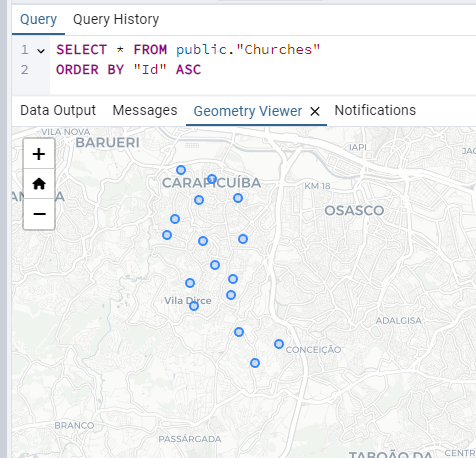 Query Query History
1 SELECT * FROM public."Churches"
2 ORDER BY "Id" ASC
Data Output Messages Geometry Viewer × Notifications
VILA NOVA
BARUERI
IAPI
+
CARAPICUÍBA
KM 18
−
OSASCO
Vila Dirce
ADALGISA
CONCEIÇÃO
BRANCO
PASSÁRGADA
TABOÃO DA